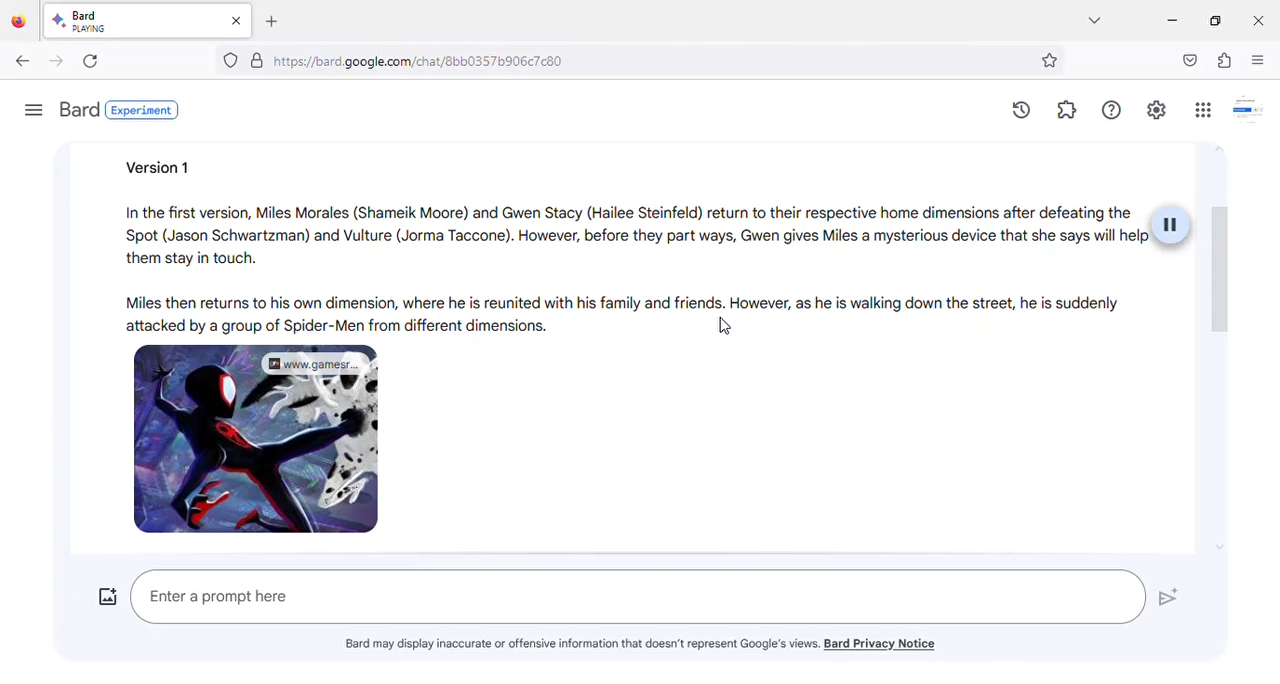 Bard
PLAYING
https://bard.google.com/chat/8bb0357b906c7c80
Bard Experiment
Version 1
In the first version, Miles Morales (Shameik Moore) and Gwen Stacy (Hailee Steinfeld) return to their respective home dimensions after defeating the
Spot (Jason Schwartzman) and Vulture (Jorma Taccone). However, before they part ways, Gwen gives Miles a mysterious device that she says will help
them stay in touch.
Miles then returns to his own dimension, where he is reunited with his family and friends. However, as he is walking down the street, he is suddenly
attacked by a group of Spider-Men from different dimensions.
www.gamesr...
Enter a prompt here
Bard may display inaccurate or offensive information that doesn't represent Google's views. Bard Privacy Notice